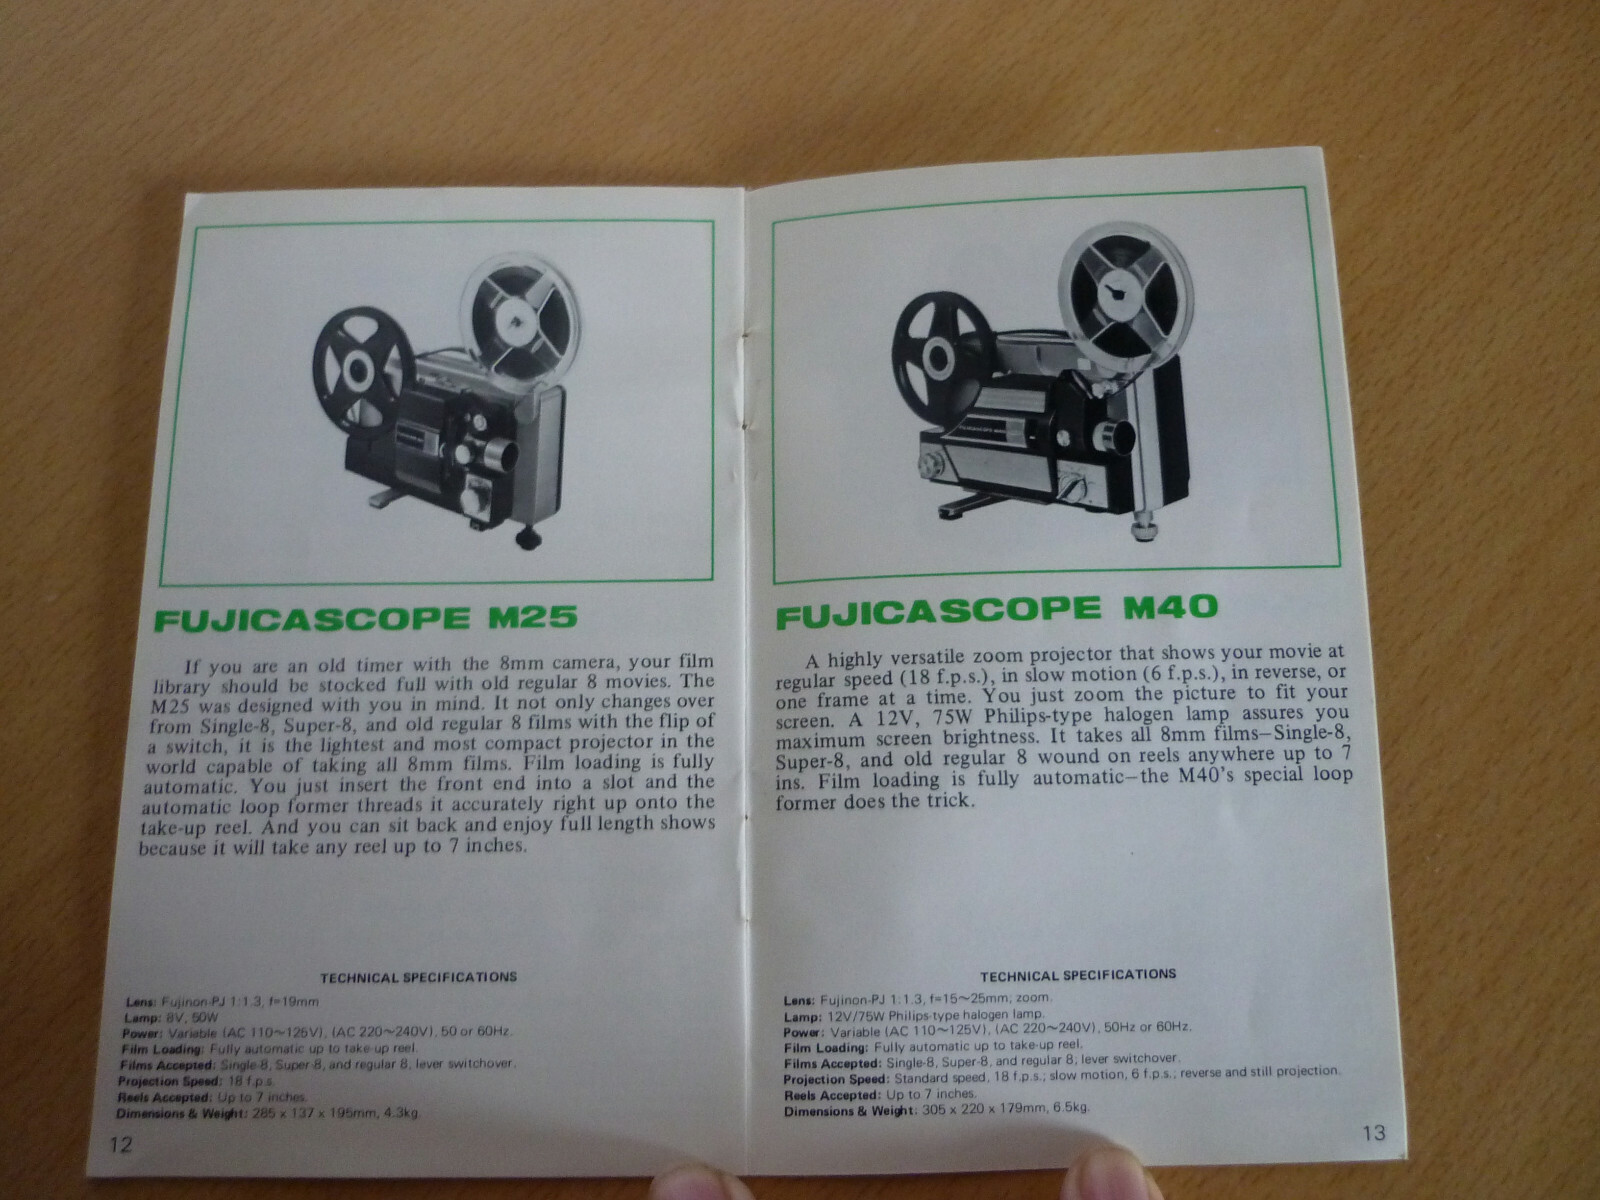 FUJICASCOPE M25
If you are an old timer with the 8mm camera, your film
library should be stocked full with old regular 8 movies. The
M25 was designed with you in mind. It not only changes over
from Single-8, Super-8, and old regular 8 films with the flip of
a switch, it is the lightest and most compact projector in the
world capable of taking all 8mm films. Film loading is fully
automatic. You just insert the front end into a slot and the
automatic loop former threads it accurately right up onto the
take-up reel. And you can sit back and enjoy full length shows
because it will take any reel up to 7 inches.
TECHNICAL SPECIFICATIONS
Lens: Fujinon-PJ 1:1.3, f=19mm
Lamp: 8V, 50W
Power: Variable (AC 110~125V), (AC 220~240V), 50 or 60Hz.
Film Loading: Fully automatic up to take-up reel.
Films Accepted: Single-8, Super-8, and regular 8, lever switchover.
Projection Speed: 18 f.p.s.
Reels Accepted: Up to 7 inches.
Dimensions & Weight: 285 x 137 x 195mm, 4.3kg.
12
FUJICASCOPE M40
A highly versatile zoom projector that shows your movie at
regular speed (18 f.p.s.), in slow motion (6 f.p.s.), in reverse, or
one frame at a time. You just zoom the picture to fit your
screen. A 12V, 75W Philips-type halogen lamp assures you
maximum screen brightness. It takes all 8mm films—Single-8,
Super-8, and old regular 8 wound on reels anywhere up to 7
ins. Film loading is fully automatic—the M40's special loop
former does the trick.
TECHNICAL SPECIFICATIONS
Lens: Fujinon-PJ 1:1.3, f=15~25mm, zoom.
Lamp: 12V/75W Philips-type halogen lamp.
Power: Variable (AC 110~125V), (AC 220~240V), 50Hz or 60Hz.
Film Loading: Fully automatic up to take-up reel.
Films Accepted: Single-8, Super-8, and regular 8, lever switchover.
Projection Speed: Standard speed, 18 f.p.s.; slow motion, 6 f.p.s.; reverse and still projection.
Reels Accepted: Up to 7 inches.
Dimensions & Weight: 305 x 220 x 179mm, 6.5kg.
13